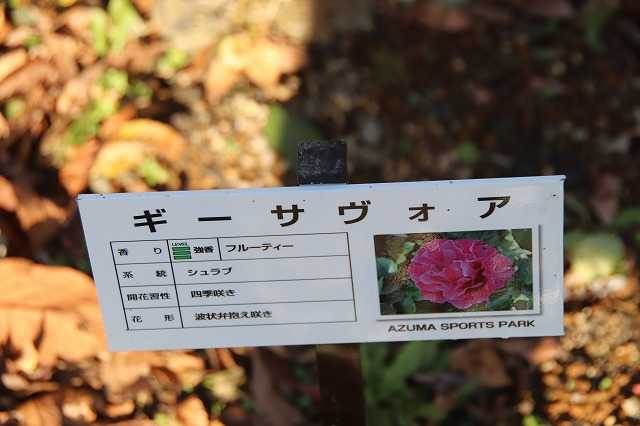 ギーサヴォア
香り LEVEL 強香 フルーティー
系統 シュラブ
開花習性 四季咲き
花形 波状弁抱え咲き
AZUMA SPORTS PARK